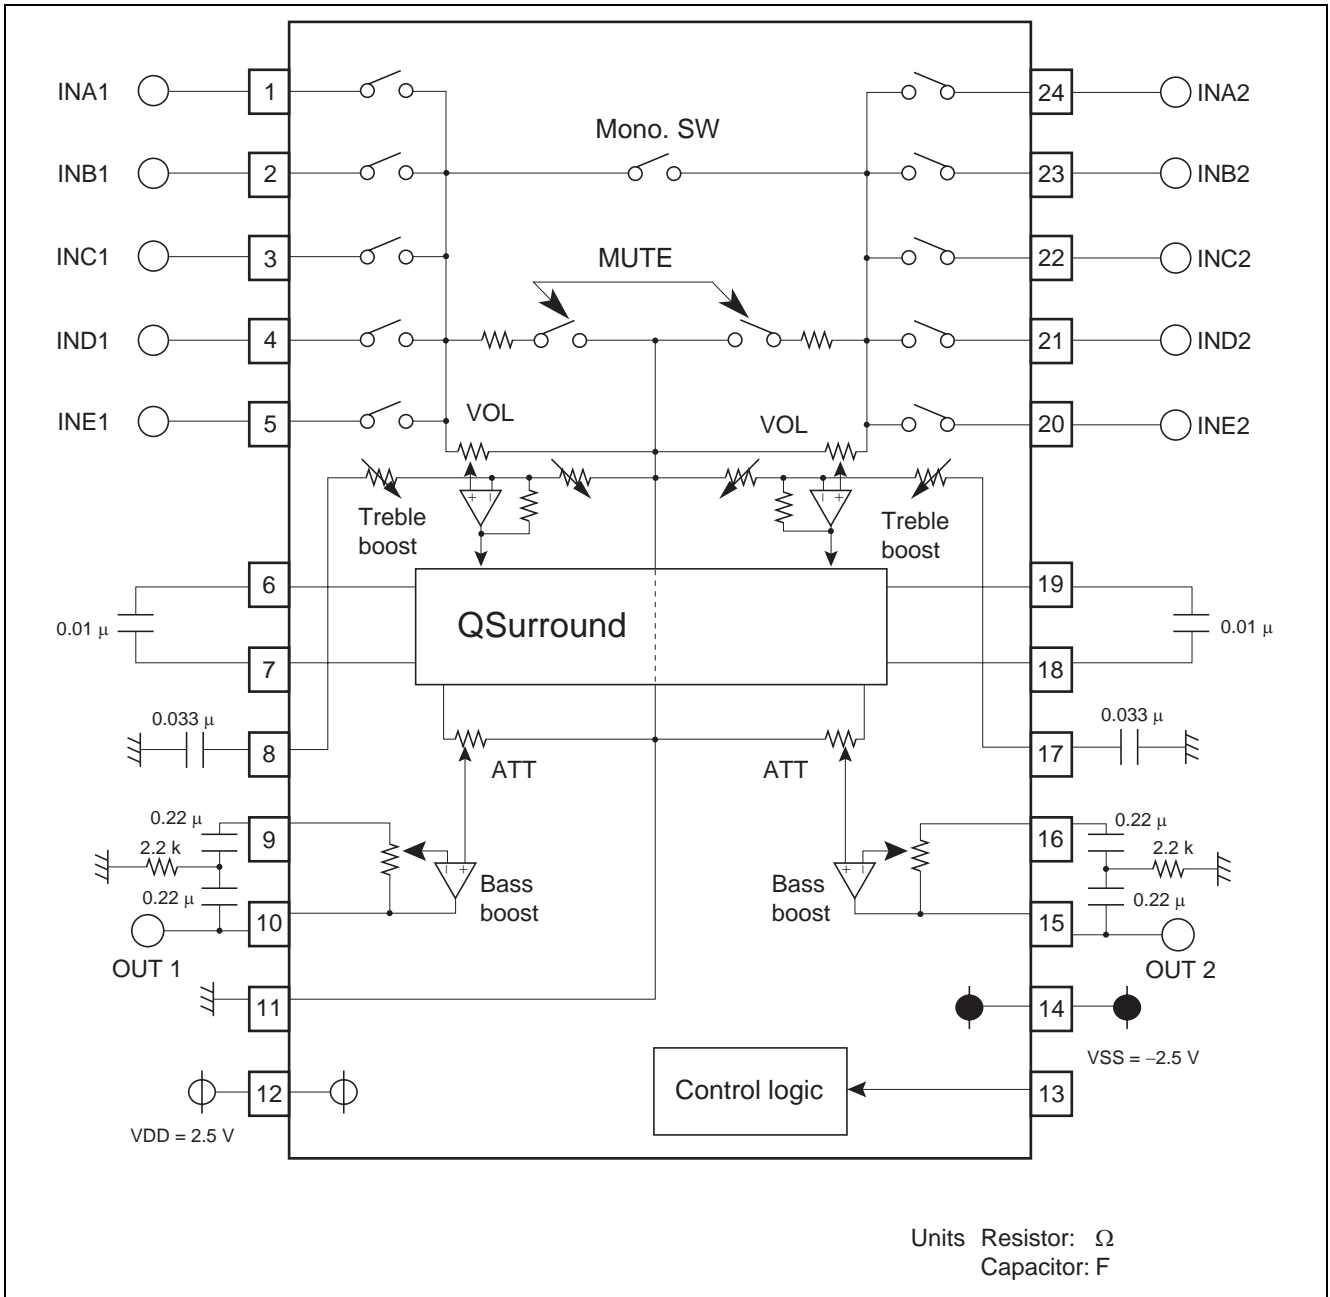 INA1
1
24
INA2
Mono. SW
INB1
2
23
INB2
INC1
3
MUTE
22
INC2
IND1
4
21
IND2
INE1
5
VOL
VOL
20
INE2
+ −
− +
Treble
boost
Treble
boost
6
19
0.01 μ
QSurround
0.01 μ
7
18
0.033 μ
8
ATT
ATT
17
0.033 μ
0.22 μ
9
16
0.22 μ
2.2 k
2.2 k
− +
+ −
0.22 μ
Bass
boost
Bass
boost
0.22 μ
10
15
OUT 1
OUT 2
11
14
VSS = −2.5 V
12
Control logic
13
VDD = 2.5 V
Units Resistor: Ω
Capacitor: F